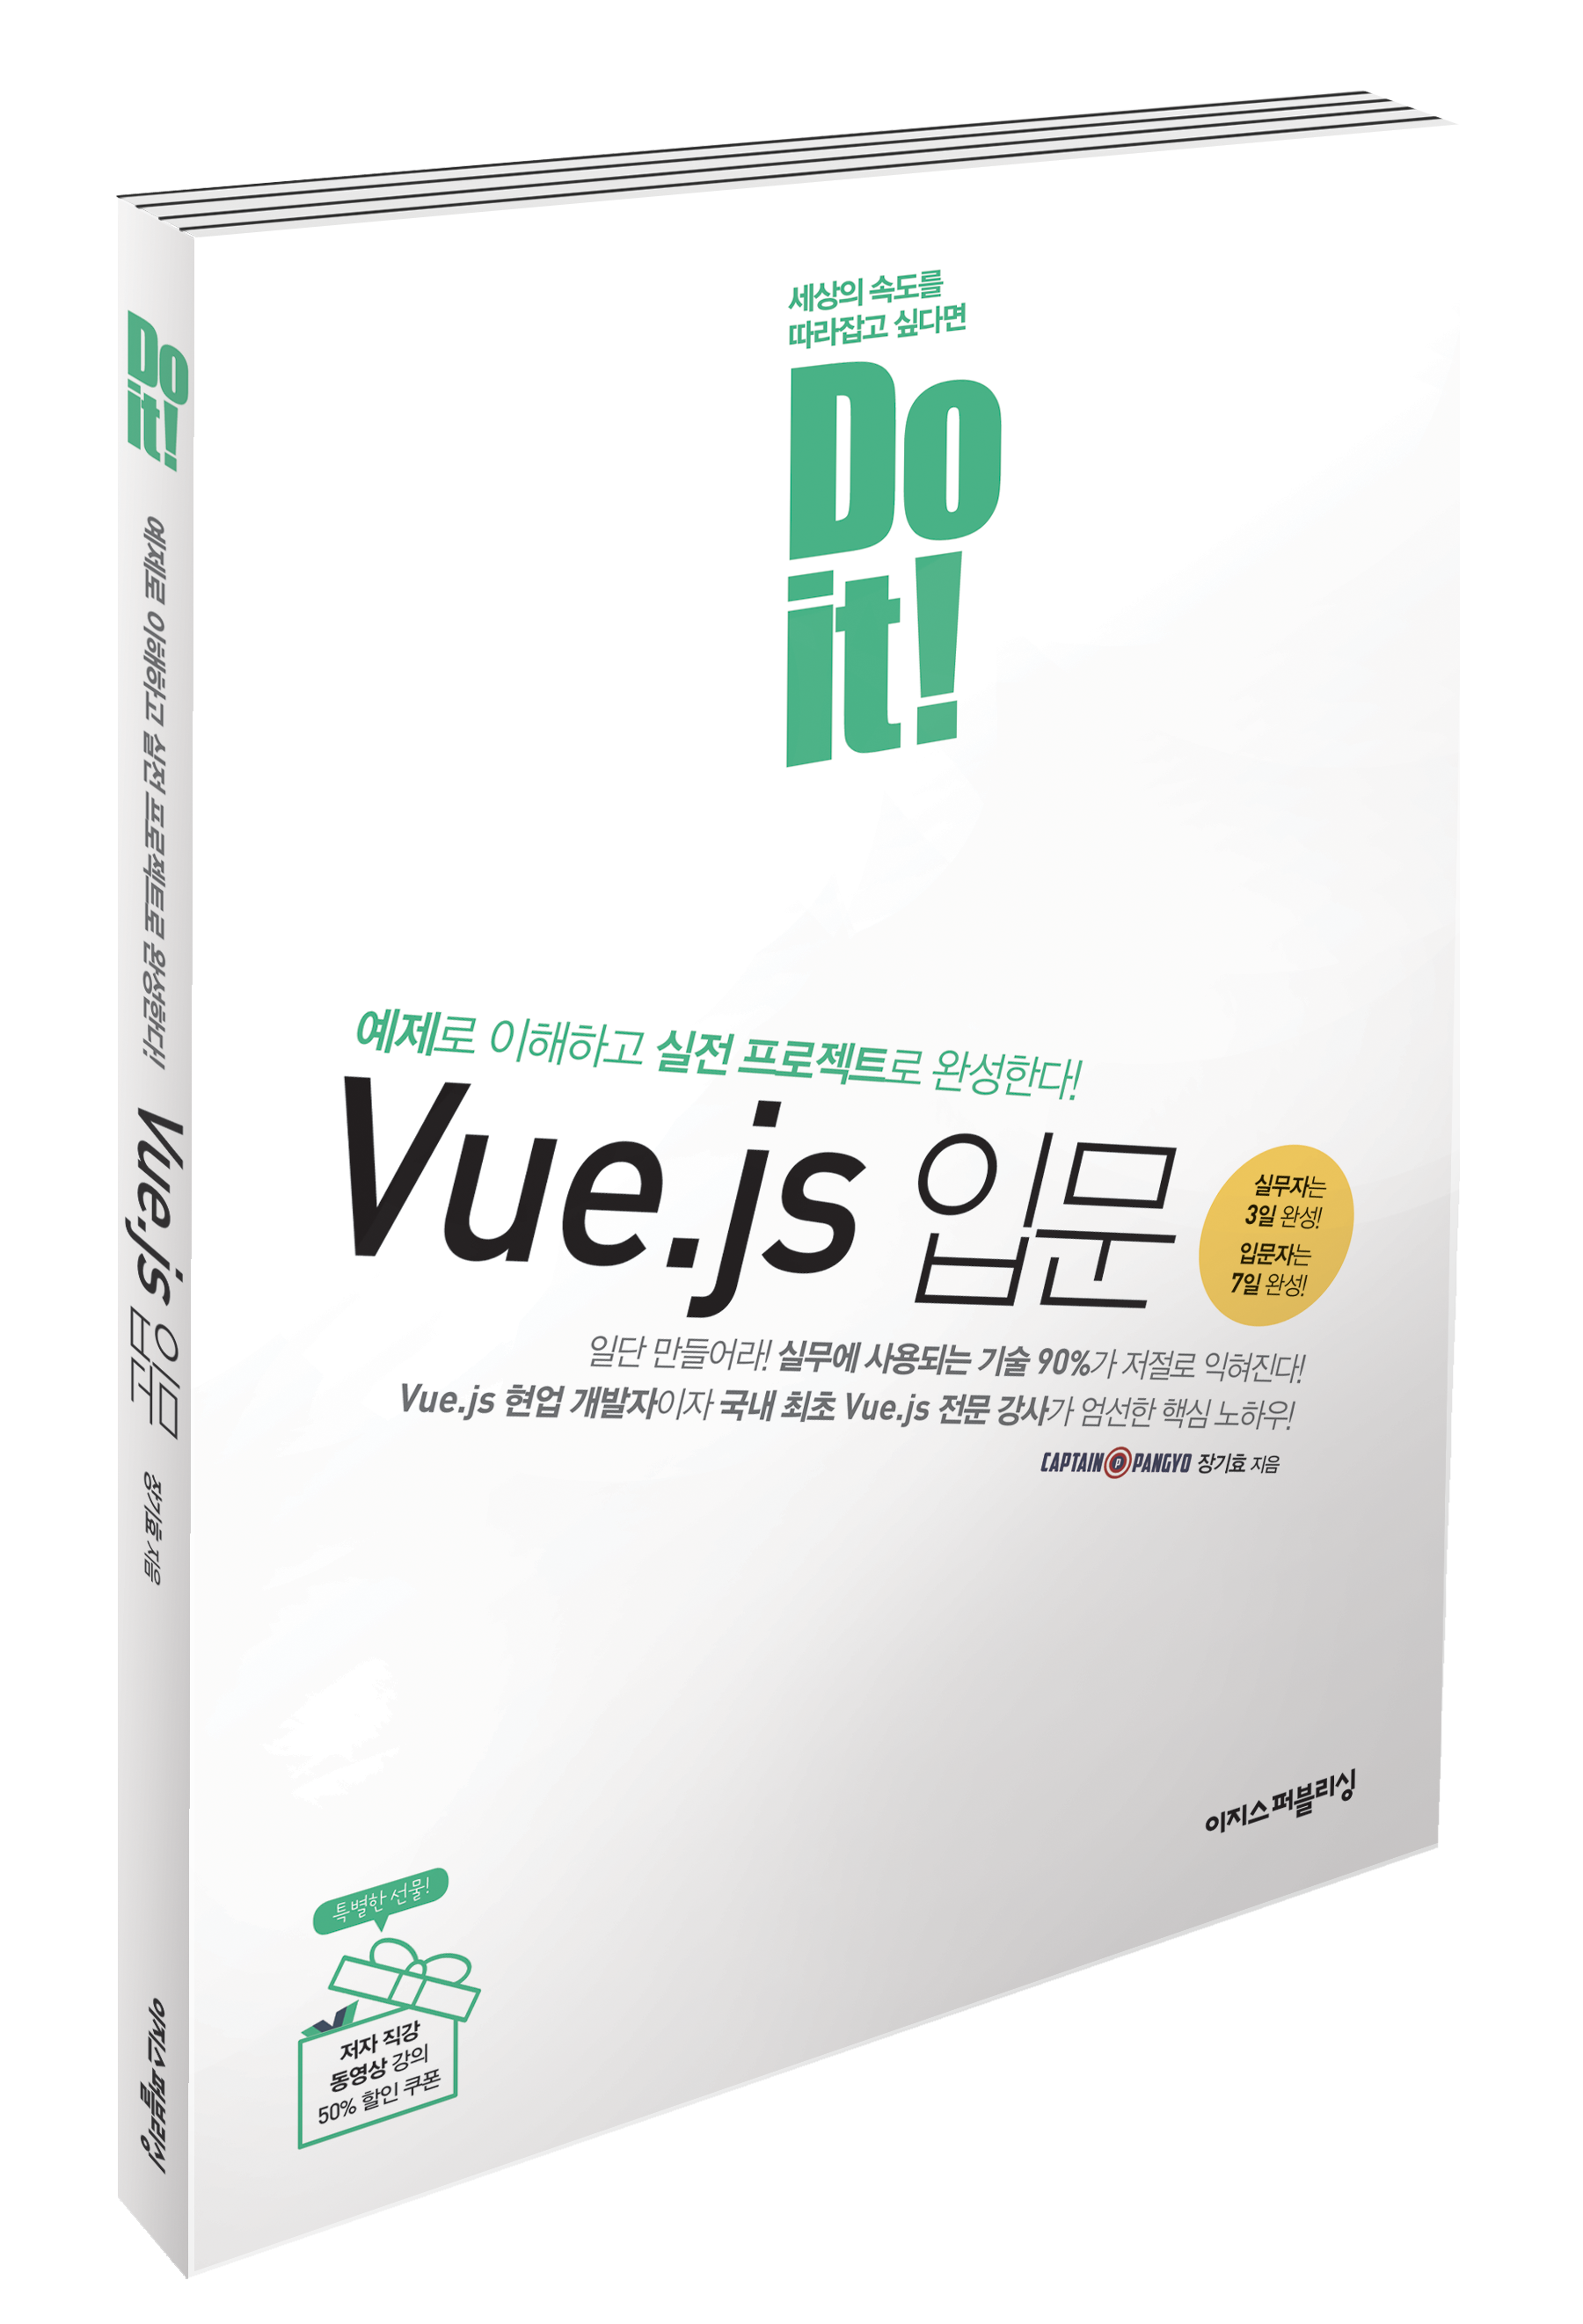 세상의 속도를
따라잡고 싶다면
Do
it!
예제로 이해하고 실전 프로젝트로 완성한다!
Vue.js 입문
실무자는
3일 완성!
입문자는
7일 완성!
일단 만들어라! 실무에 사용되는 기술 90%가 저절로 익혀진다!
Vue.js 현업 개발자이자 국내 최초 Vue.js 전문 강사가 엄선한 핵심 노하우!
CAPTAIN P PANGYO 장기효 지음
이지스퍼블리싱
특별한 선물!
저자 직강
동영상 강의
50% 할인 쿠폰
Do
it!
예제로 이해하고 실전 프로젝트로 완성한다!
Vue.js 입문
장기효 지음
이지스퍼블리싱